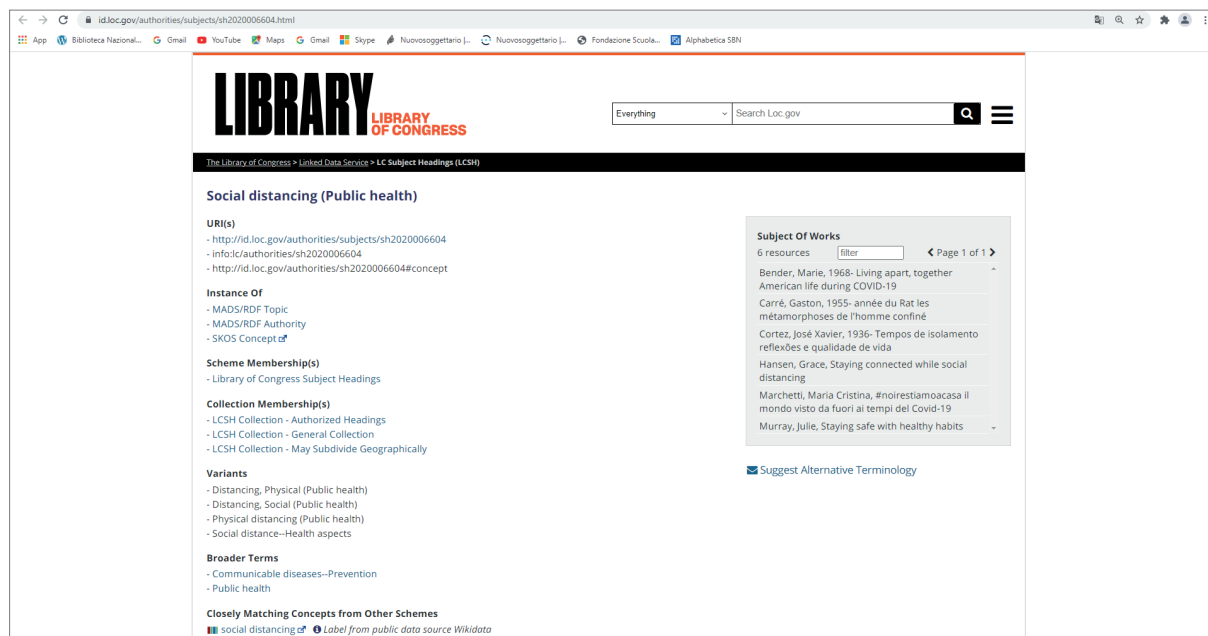 id.loc.gov/authorities/subjects/sh2020006604.html
App Biblioteca Nazional... Gmail YouTube Maps Gmail Skype Nuovosoggettario |... Nuovosoggettario |... Fondazione Scuola... Alphabetica SBN
LIBRARY LIBRARY
OF CONGRESS
Everything Search Loc.gov
The Library of Congress > Linked Data Service > LC Subject Headings (LCSH)
Social distancing (Public health)
URI(s)
- http://id.loc.gov/authorities/subjects/sh2020006604
- info:lc/authorities/sh2020006604
- http://id.loc.gov/authorities/sh2020006604#concept
Instance Of
- MADS/RDF Topic
- MADS/RDF Authority
- SKOS Concept
Scheme Membership(s)
- Library of Congress Subject Headings
Collection Membership(s)
- LCSH Collection - Authorized Headings
- LCSH Collection - General Collection
- LCSH Collection - May Subdivide Geographically
Variants
- Distancing, Physical (Public health)
- Distancing, Social (Public health)
- Physical distancing (Public health)
- Social distance--Health aspects
Broader Terms
- Communicable diseases--Prevention
- Public health
Closely Matching Concepts from Other Schemes
social distancing Label from public data source Wikidata
Subject Of Works
6 resources filter Page 1 of 1
Bender, Marie, 1968- Living apart, together
American life during COVID-19
Carré, Gaston, 1955- année du Rat les
métamorphoses de l'homme confiné
Cortez, José Xavier, 1936- Tempos de isolamento
reflexões e qualidade de vida
Hansen, Grace, Staying connected while social
distancing
Marchetti, Maria Cristina, #noirestiamoacasa il
mondo visto da fuori ai tempi del Covid-19
Murray, Julie, Staying safe with healthy habits
Suggest Alternative Terminology